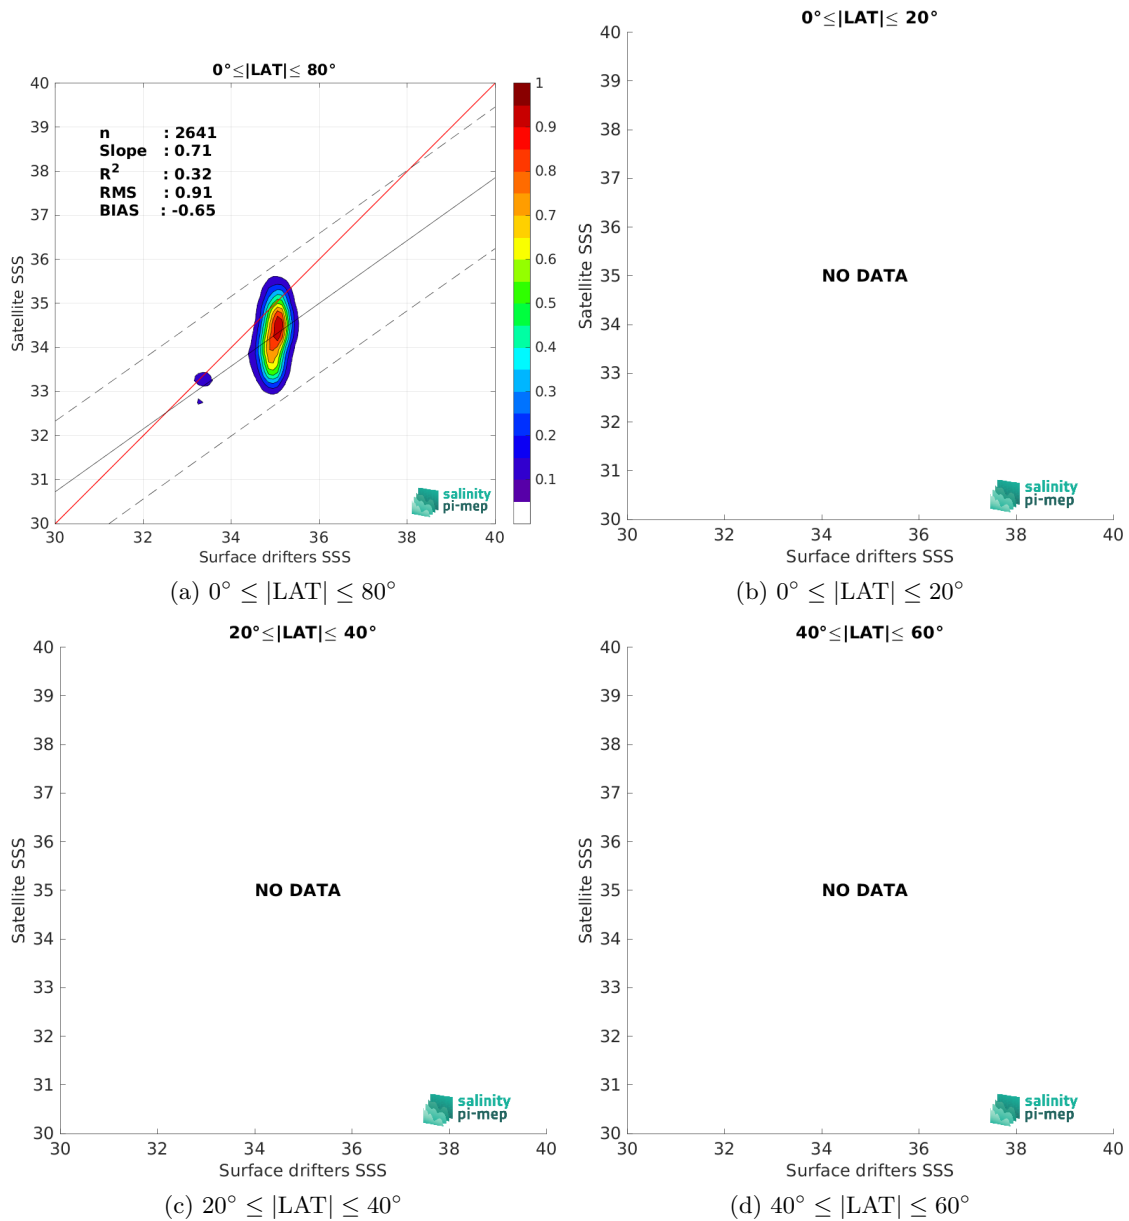 0°≤|LAT|≤ 80°
40
39
38
37
36
35
34
33
32
31
30
Satellite SSS
n : 2641
Slope : 0.71
R² : 0.32
RMS : 0.91
BIAS : -0.65
1
0.9
0.8
0.7
0.6
0.5
0.4
0.3
0.2
0.1
salinity
pi-mep
30 32 34 36 38 40
Surface drifters SSS
(a) 0° ≤ |LAT| ≤ 80°
0°≤|LAT|≤ 20°
40
39
38
37
36
35
34
33
32
31
30
Satellite SSS
NO DATA
salinity
pi-mep
30 32 34 36 38 40
Surface drifters SSS
(b) 0° ≤ |LAT| ≤ 20°
20°≤|LAT|≤ 40°
40
39
38
37
36
35
34
33
32
31
30
Satellite SSS
NO DATA
salinity
pi-mep
30 32 34 36 38 40
Surface drifters SSS
(c) 20° ≤ |LAT| ≤ 40°
40°≤|LAT|≤ 60°
40
39
38
37
36
35
34
33
32
31
30
Satellite SSS
NO DATA
salinity
pi-mep
30 32 34 36 38 40
Surface drifters SSS
(d) 40° ≤ |LAT| ≤ 60°